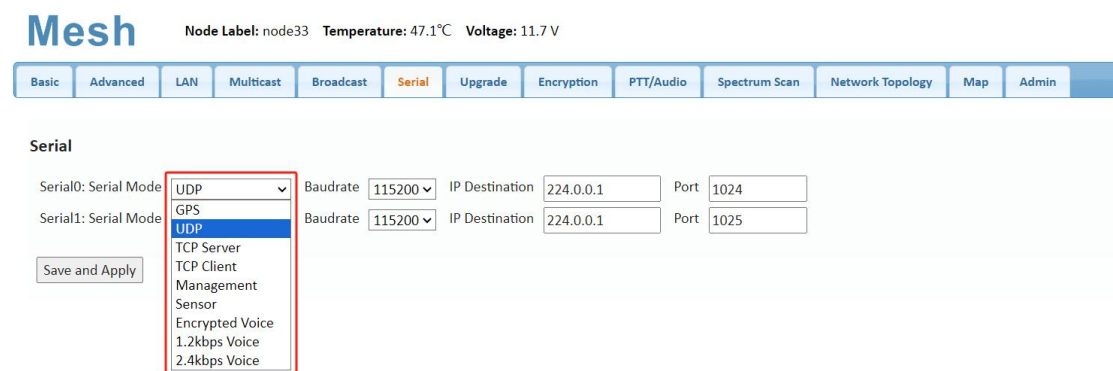 Mesh Node Label: node33 Temperature: 47.1℃ Voltage: 11.7 V
Basic Advanced LAN Multicast Broadcast Serial Upgrade Encryption PTT/Audio Spectrum Scan Network Topology Map Admin
Serial
Serial0: Serial Mode UDP Baudrate 115200 IP Destination 224.0.0.1 Port 1024
GPS
Serial1: Serial Mode UDP Baudrate 115200 IP Destination 224.0.0.1 Port 1025
TCP Server
TCP Client
Save and Apply
Management
Sensor
Encrypted Voice
1.2kbps Voice
2.4kbps Voice